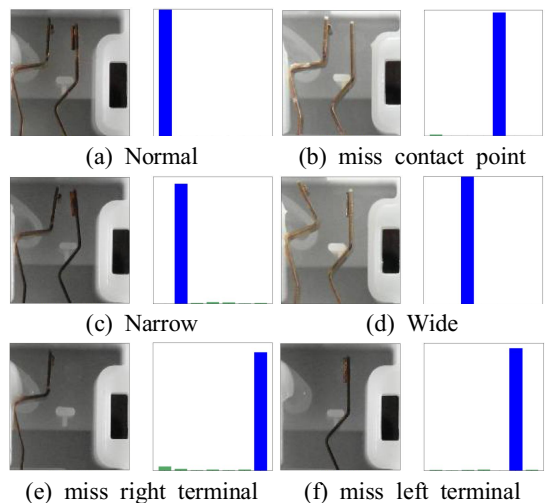 (a) Normal
(b) miss contact point
(c) Narrow
(d) Wide
(e) miss right terminal
(f) miss left terminal